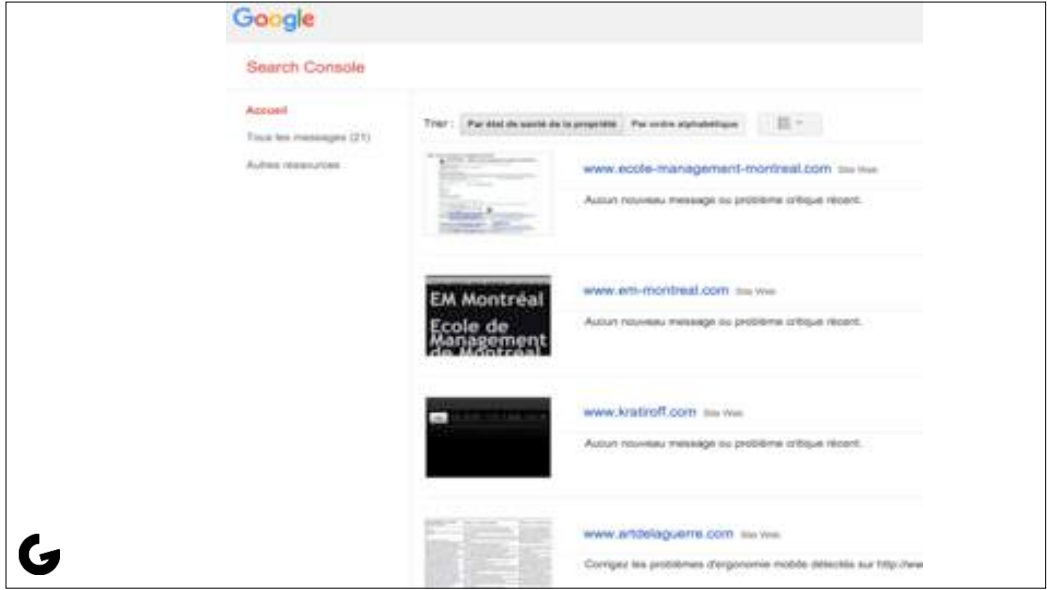 Google
Search Console
Accueil
Tous les messages (21)
Autres ressources
Trier : Par état de santé de la propriété Par ordre alphabétique
www.ecole-management-montreal.com Site Web
Aucun nouveau message ou problème critique récent.
EM Montréal
Ecole de
Management
de Montréal
www.em-montreal.com Site Web
Aucun nouveau message ou problème critique récent.
www.kratiroff.com Site Web
Aucun nouveau message ou problème critique récent.
www.artdelaguerre.com Site Web
Corrigez les problèmes d'ergonomie mobile détectés sur http://ww
G